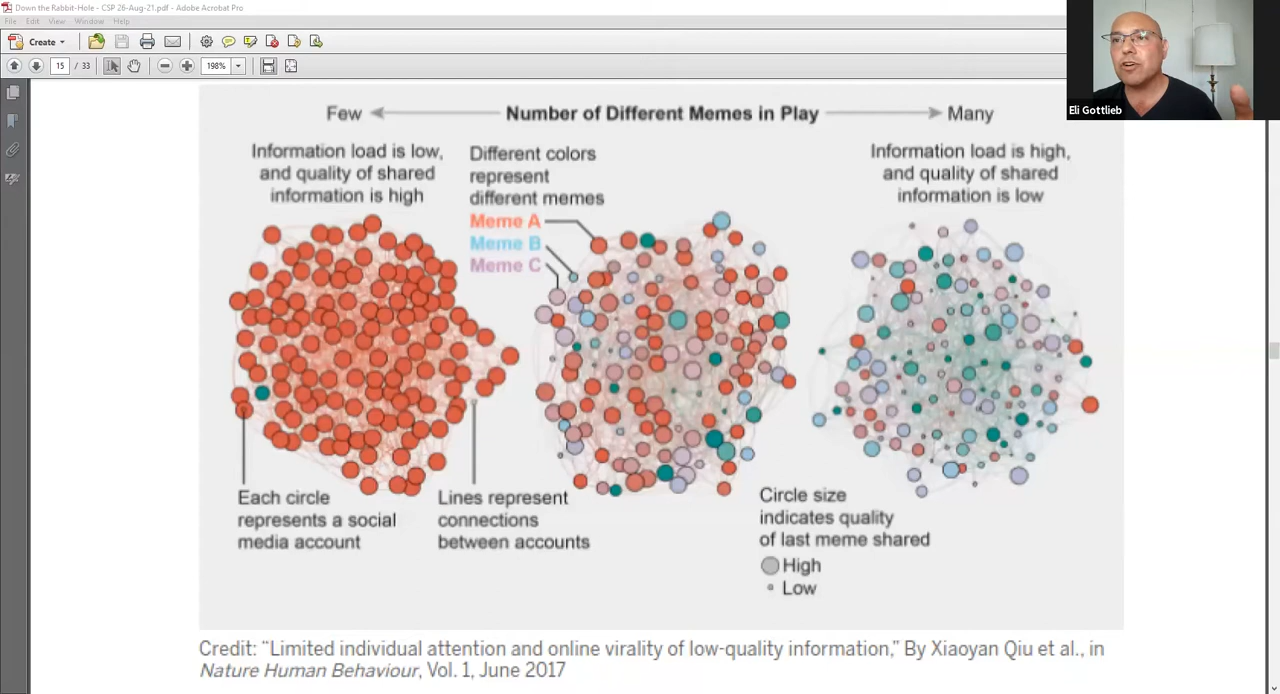 Down the Rabbit-Hole - CSP 26-Aug-21.pdf - Adobe Acrobat Pro
File Edit View Window Help
Create
15 / 33 198%
Eli Gottlieb
Few Number of Different Memes in Play Many
Information load is low,
and quality of shared
information is high
Different colors
represent
different memes
Meme A
Meme B
Meme C
Information load is high,
and quality of shared
information is low
Each circle
represents a social
media account
Lines represent
connections
between accounts
Circle size
indicates quality
of last meme shared
High
Low
Credit: “Limited individual attention and online virality of low-quality information,” By Xiaoyan Qiu et al., in
Nature Human Behaviour, Vol. 1, June 2017